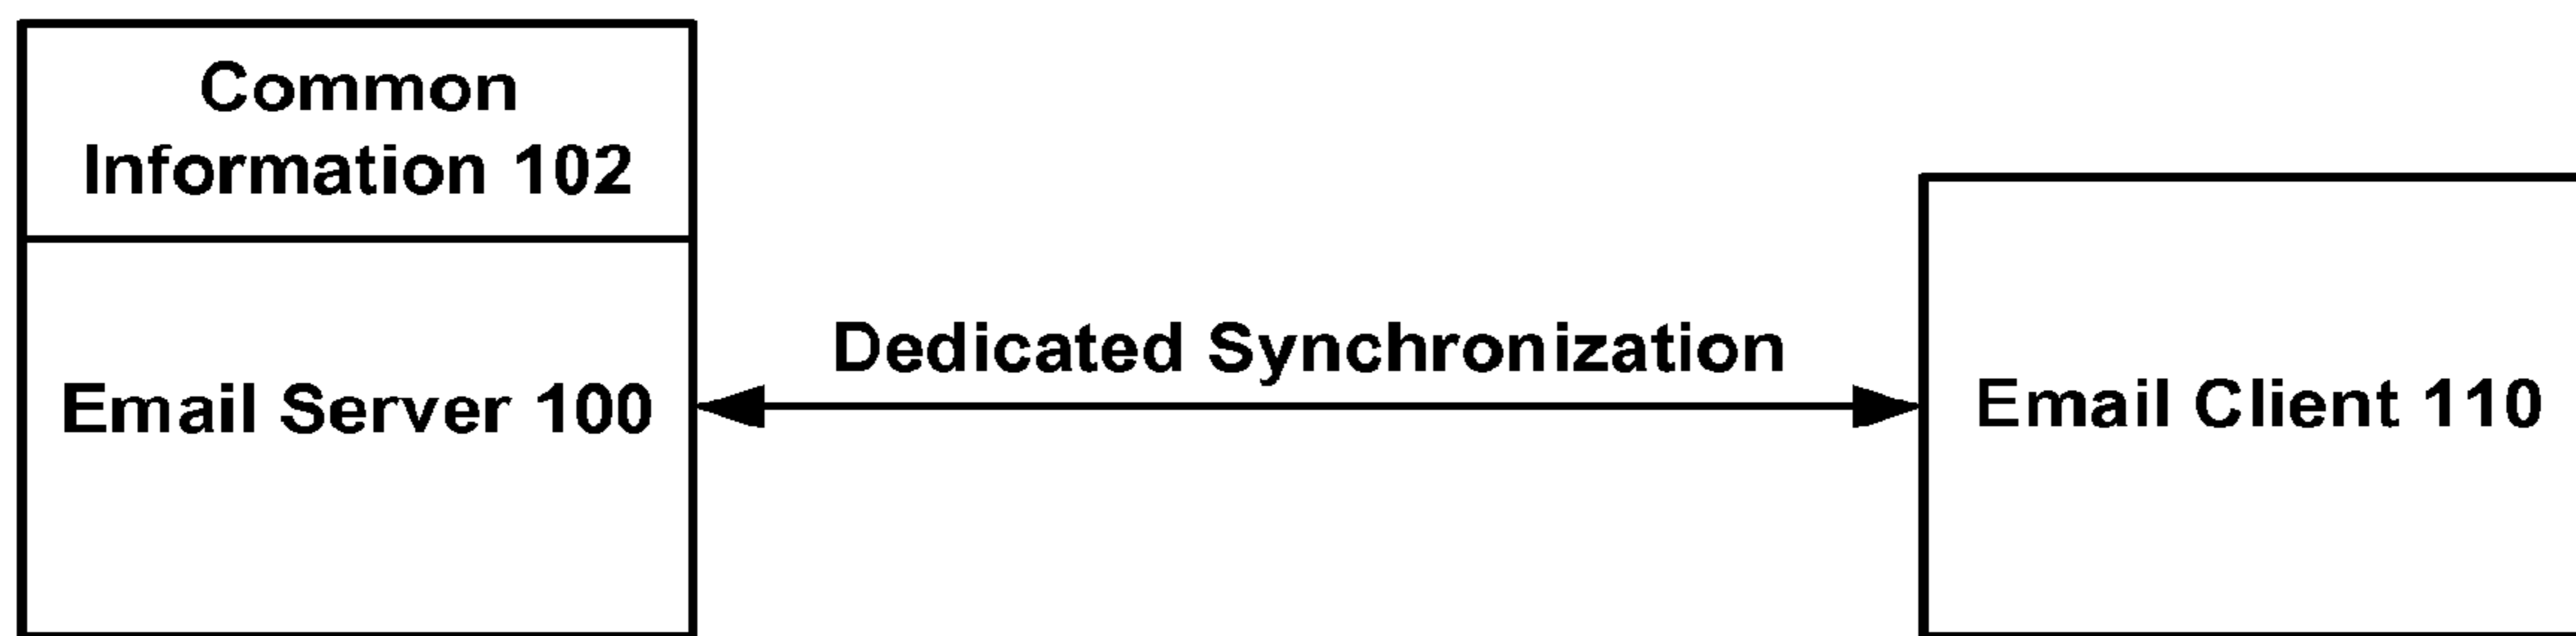 Common
Information 102
Email Server 100
Dedicated Synchronization
Email Client 110